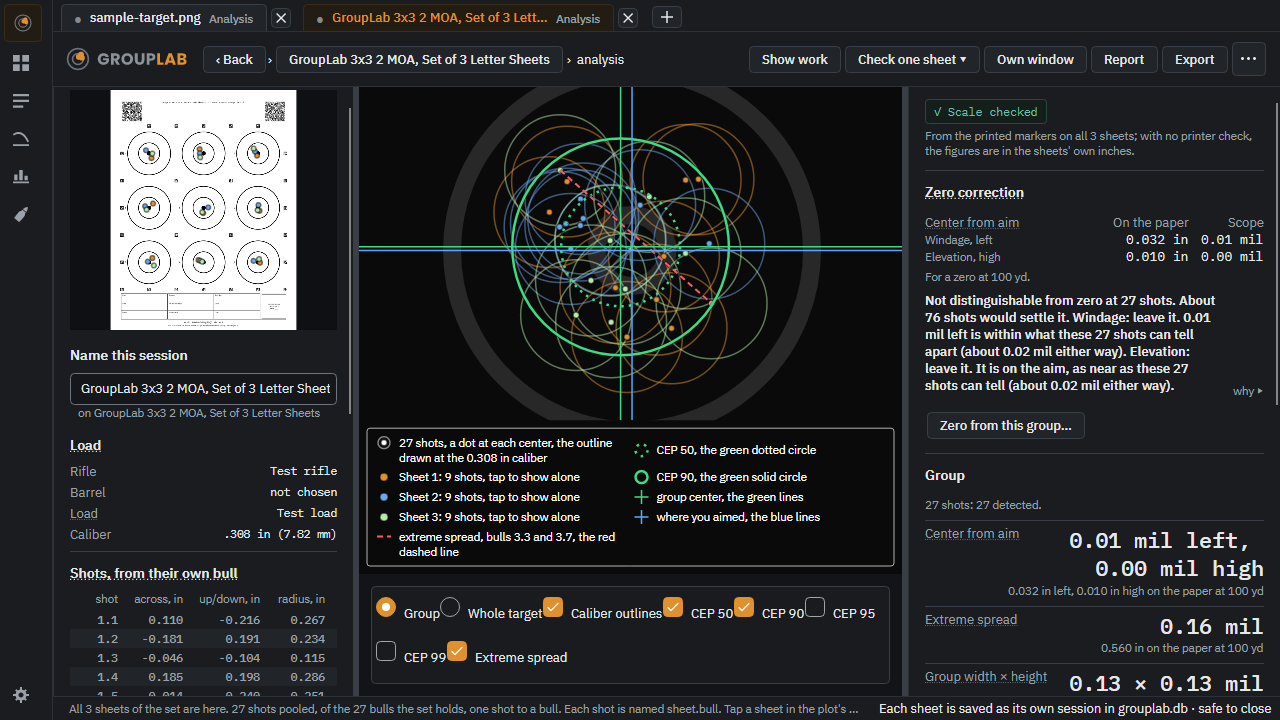 sample-target.png Analysis
GroupLab 3x3 2 MOA, Set of 3 Lett... Analysis
GROUPLAB
‹ Back › GroupLab 3x3 2 MOA, Set of 3 Letter Sheets › analysis
Show work Check one sheet ▾ Own window Report Export ...
Name this session
GroupLab 3x3 2 MOA, Set of 3 Letter Sheet
on GroupLab 3x3 2 MOA, Set of 3 Letter Sheets
Load
Rifle Test rifle
Barrel not chosen
Load Test load
Caliber .308 in (7.82 mm)
Shots, from their own bull
shot across, in up/down, in radius, in
1.1 0.110 -0.216 0.267
1.2 -0.181 0.191 0.234
1.3 -0.046 -0.104 0.115
1.4 0.185 0.198 0.286
27 shots, a dot at each center, the outline
drawn at the 0.308 in caliber
Sheet 1: 9 shots, tap to show alone
Sheet 2: 9 shots, tap to show alone
Sheet 3: 9 shots, tap to show alone
extreme spread, bulls 3.3 and 3.7, the red
dashed line
CEP 50, the green dotted circle
CEP 90, the green solid circle
group center, the green lines
where you aimed, the blue lines
Group Whole target Caliber outlines CEP 50 CEP 90 CEP 95
CEP 99 Extreme spread
√ Scale checked
From the printed markers on all 3 sheets; with no printer check,
the figures are in the sheets' own inches.
Zero correction
Center from aim On the paper Scope
Windage, left 0.032 in 0.01 mil
Elevation, high 0.010 in 0.00 mil
For a zero at 100 yd.
Not distinguishable from zero at 27 shots. About
76 shots would settle it. Windage: leave it. 0.01
mil left is within what these 27 shots can tell
apart (about 0.02 mil either way). Elevation:
leave it. It is on the aim, as near as these 27
shots can tell (about 0.02 mil either way).
why ▸
Zero from this group...
Group
27 shots: 27 detected.
Center from aim 0.01 mil left,
0.00 mil high
0.032 in left, 0.010 in high on the paper at 100 yd
Extreme spread 0.16 mil
0.560 in on the paper at 100 yd
Group width × height 0.13 × 0.13 mil
All 3 sheets of the set are here. 27 shots pooled, of the 27 bulls the set holds, one shot to a bull. Each shot is named sheet.bull. Tap a sheet in the plot's ...
Each sheet is saved as its own session in grouplab.db · safe to close